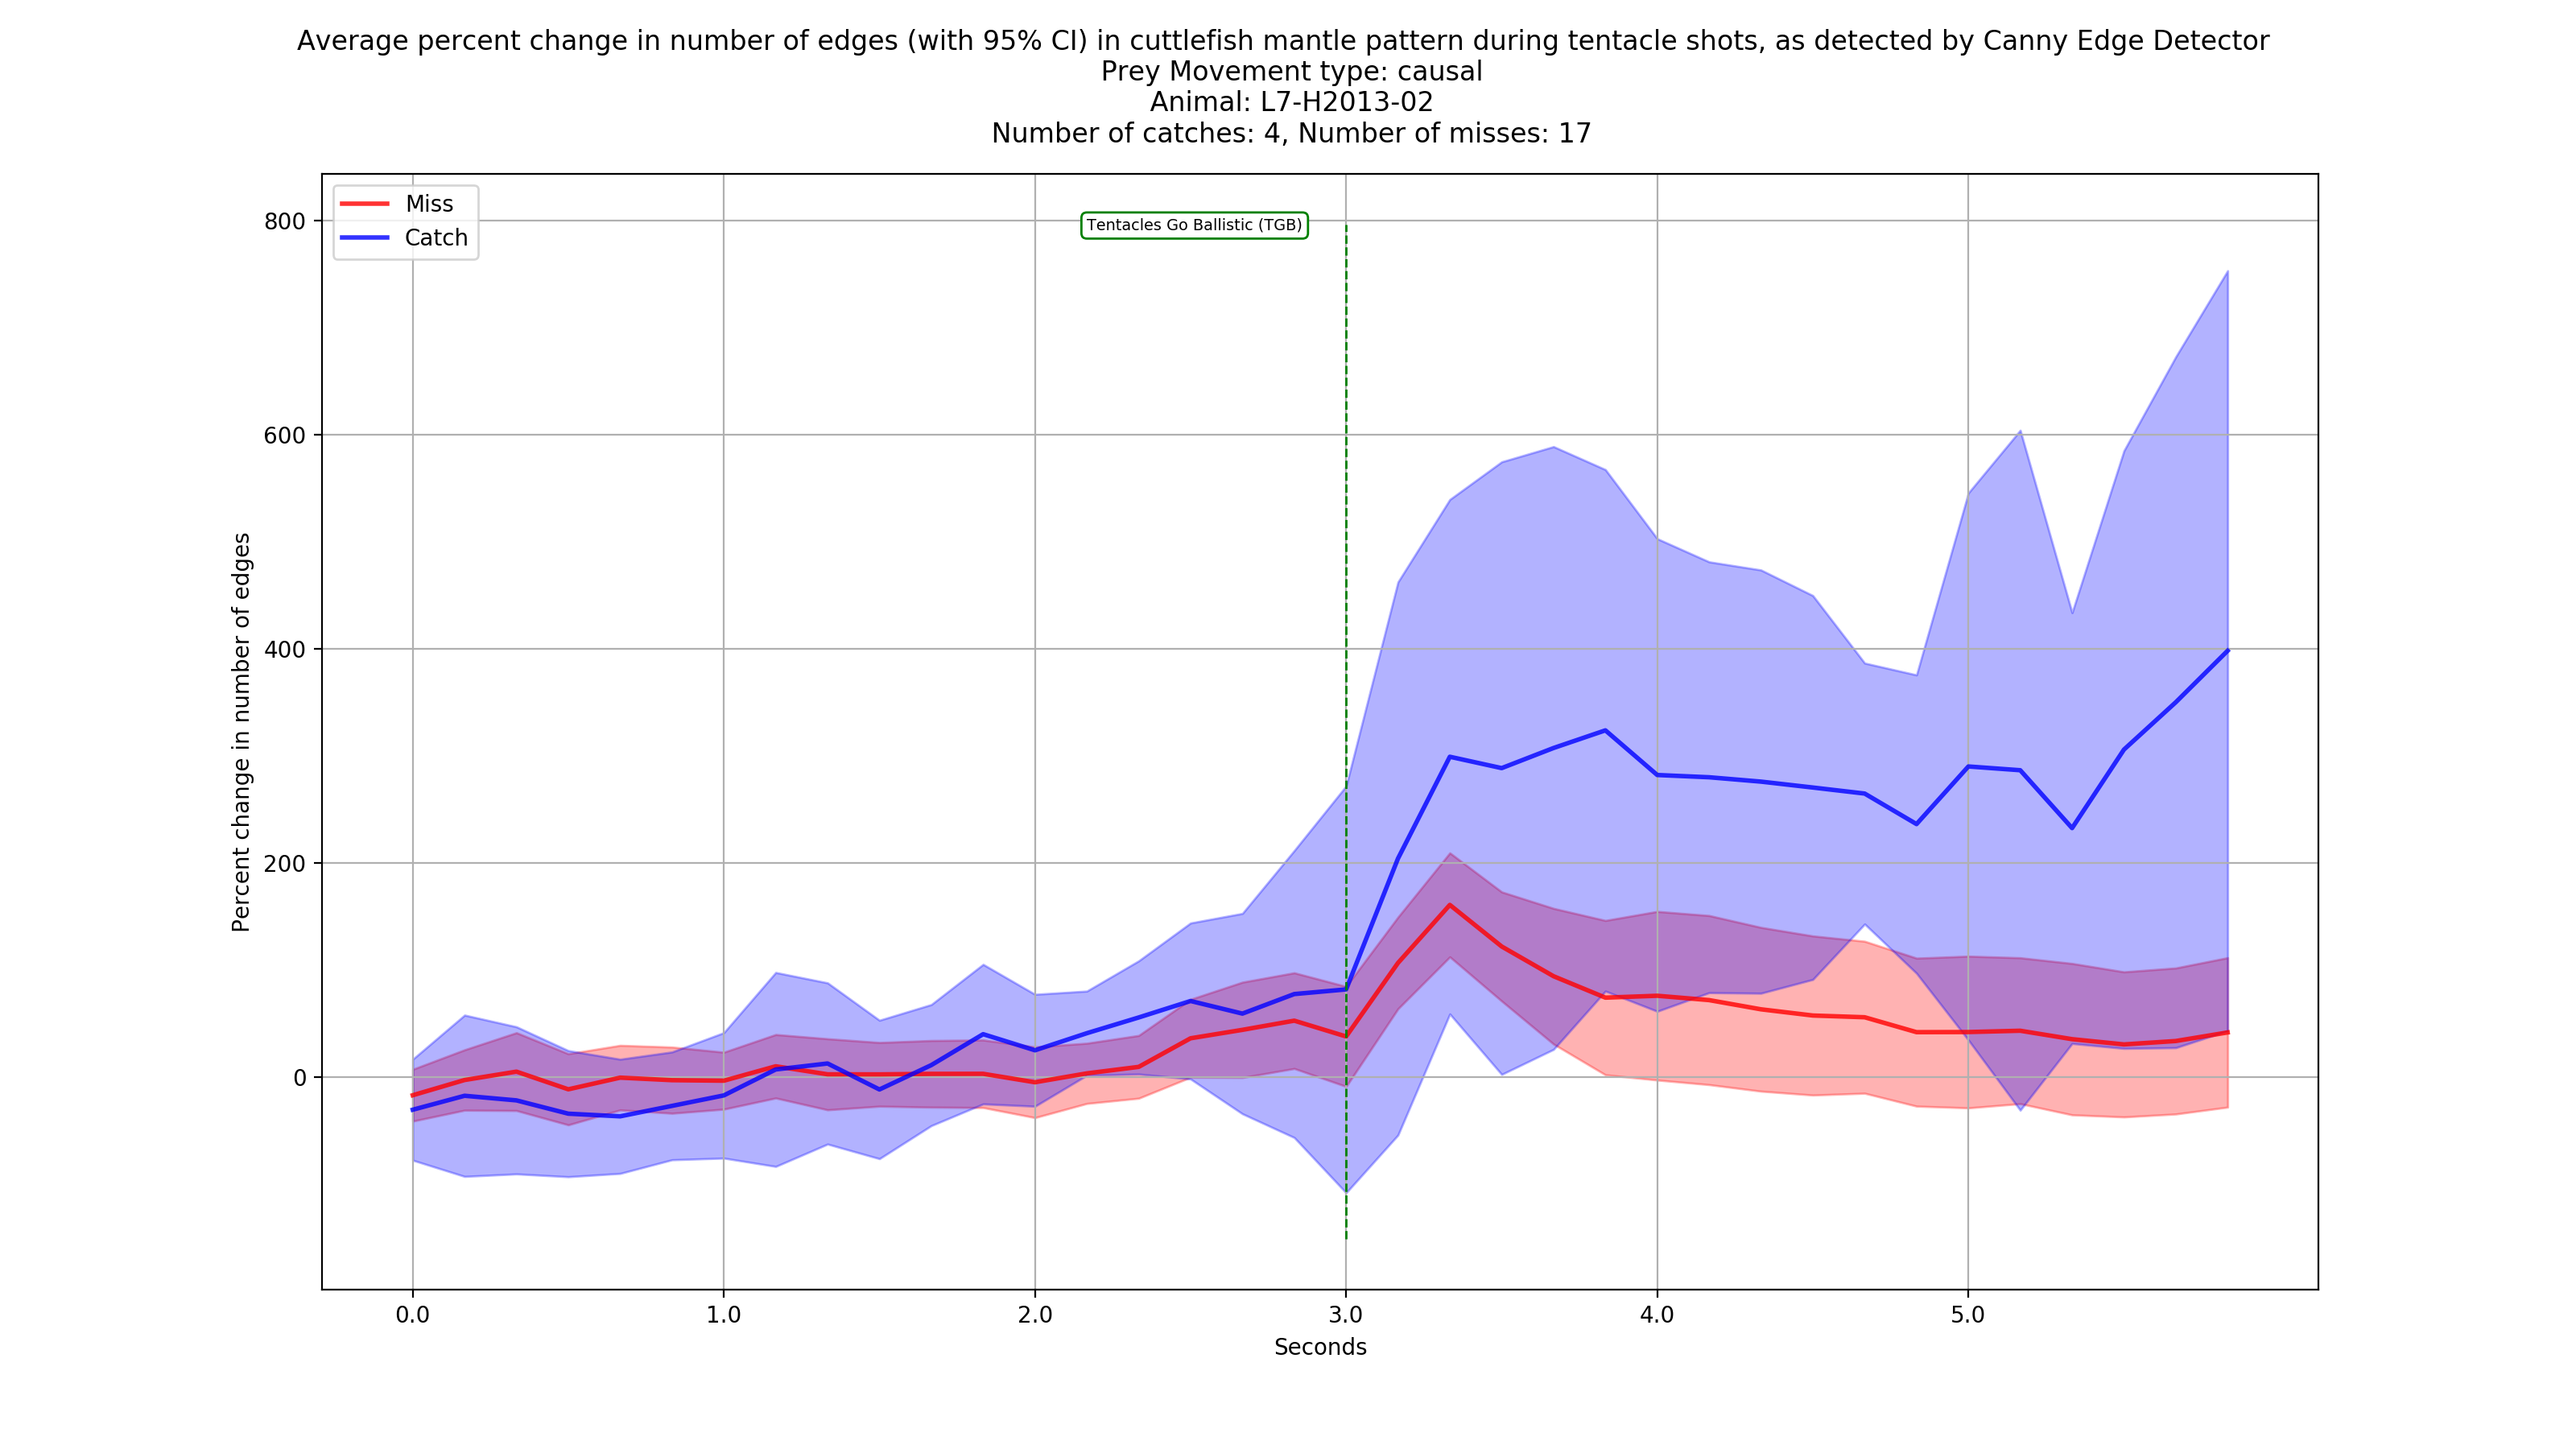 Average percent change in number of edges (with 95% CI) in cuttlefish mantle pattern during tentacle shots, as detected by Canny Edge Detector
Prey Movement type: causal
Animal: L7-H2013-02
Number of catches: 4, Number of misses: 17
Miss
Catch
Tentacles Go Ballistic (TGB)
Percent change in number of edges
800
600
400
200
0
0.0 1.0 2.0 3.0 4.0 5.0
Seconds